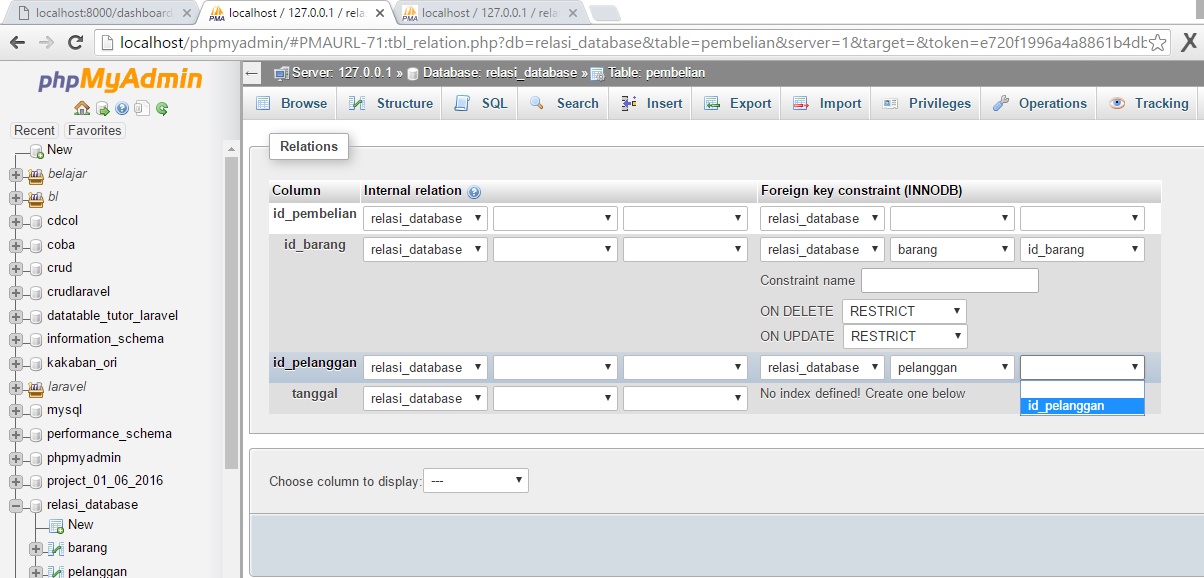 localhost:8000/dashboard
localhost / 127.0.0.1 / rela
localhost / 127.0.0.1 / rela
localhost/phpmyadmin/#PMAURL-71:tbl_relation.php?db=relasi_database&table=pembelian&server=1&target=&token=e720f1996a4a8861b4db
phpMyAdmin
Recent Favorites
New
belajar
bl
cdcol
coba
crud
crudlaravel
datatable_tutor_laravel
information_schema
kakaban_ori
laravel
mysql
performance_schema
phpmyadmin
project_01_06_2016
relasi_database
New
barang
pelanggan
Server: 127.0.0.1 » Database: relasi_database » Table: pembelian
Browse Structure SQL Search Insert Export Import Privileges Operations Tracking
Relations
Column Internal relation Foreign key constraint (INNODB)
id_pembelian relasi_database relasi_database
id_barang relasi_database relasi_database barang id_barang
Constraint name
ON DELETE RESTRICT
ON UPDATE RESTRICT
id_pelanggan relasi_database relasi_database pelanggan
tanggal relasi_database No index defined! Create one below
id_pelanggan
Choose column to display: ---